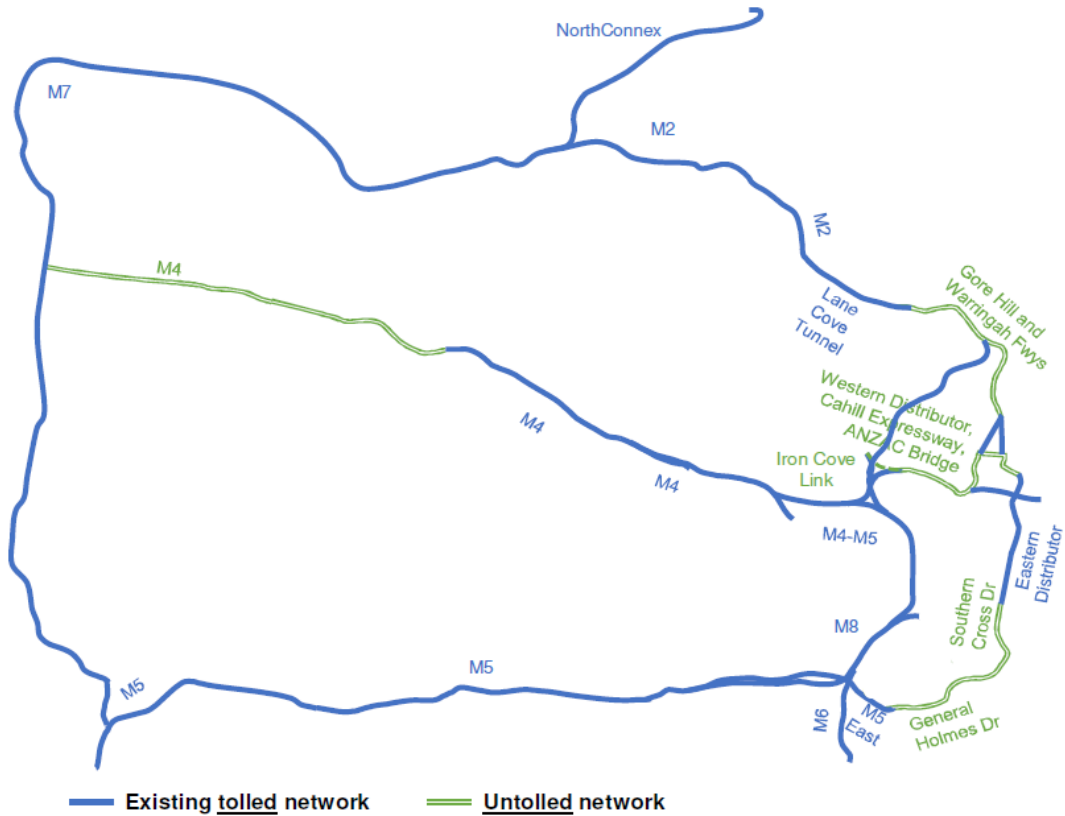 NorthConnex
M7
M2
M2
M4
Gore Hill and
Warringah Fwys
Lane
Cove
Tunnel
Western Distributor,
Cahill Expressway,
ANZAC Bridge
M4
Iron Cove
Link
M4
M4-M5
Eastern
Distributor
Southern
Cross Dr
M8
M5
M5
M6
M5
East
General
Holmes Dr
Existing tolled network
Untolled network